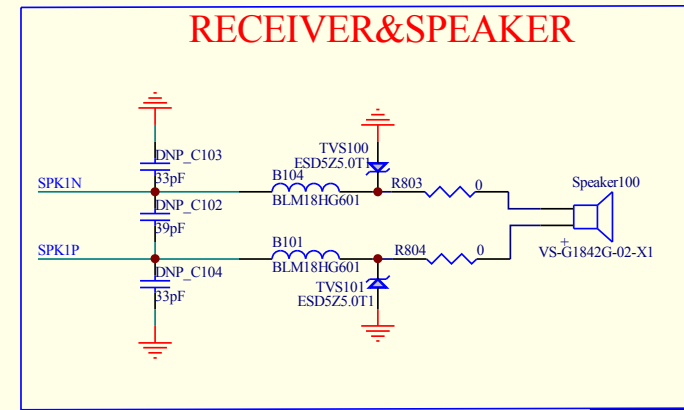 RECEIVER&SPEAKER
DNP_C103
33pF
SPK1N
DNP_C102
39pF
SPK1P
DNP_C104
33pF
B104
BLM18HG601
B101
BLM18HG601
TVS100
ESD5Z5.0T1
TVS101
ESD5Z5.0T1
R803
0
R804
0
Speaker100
+
VS-G1842G-02-X1